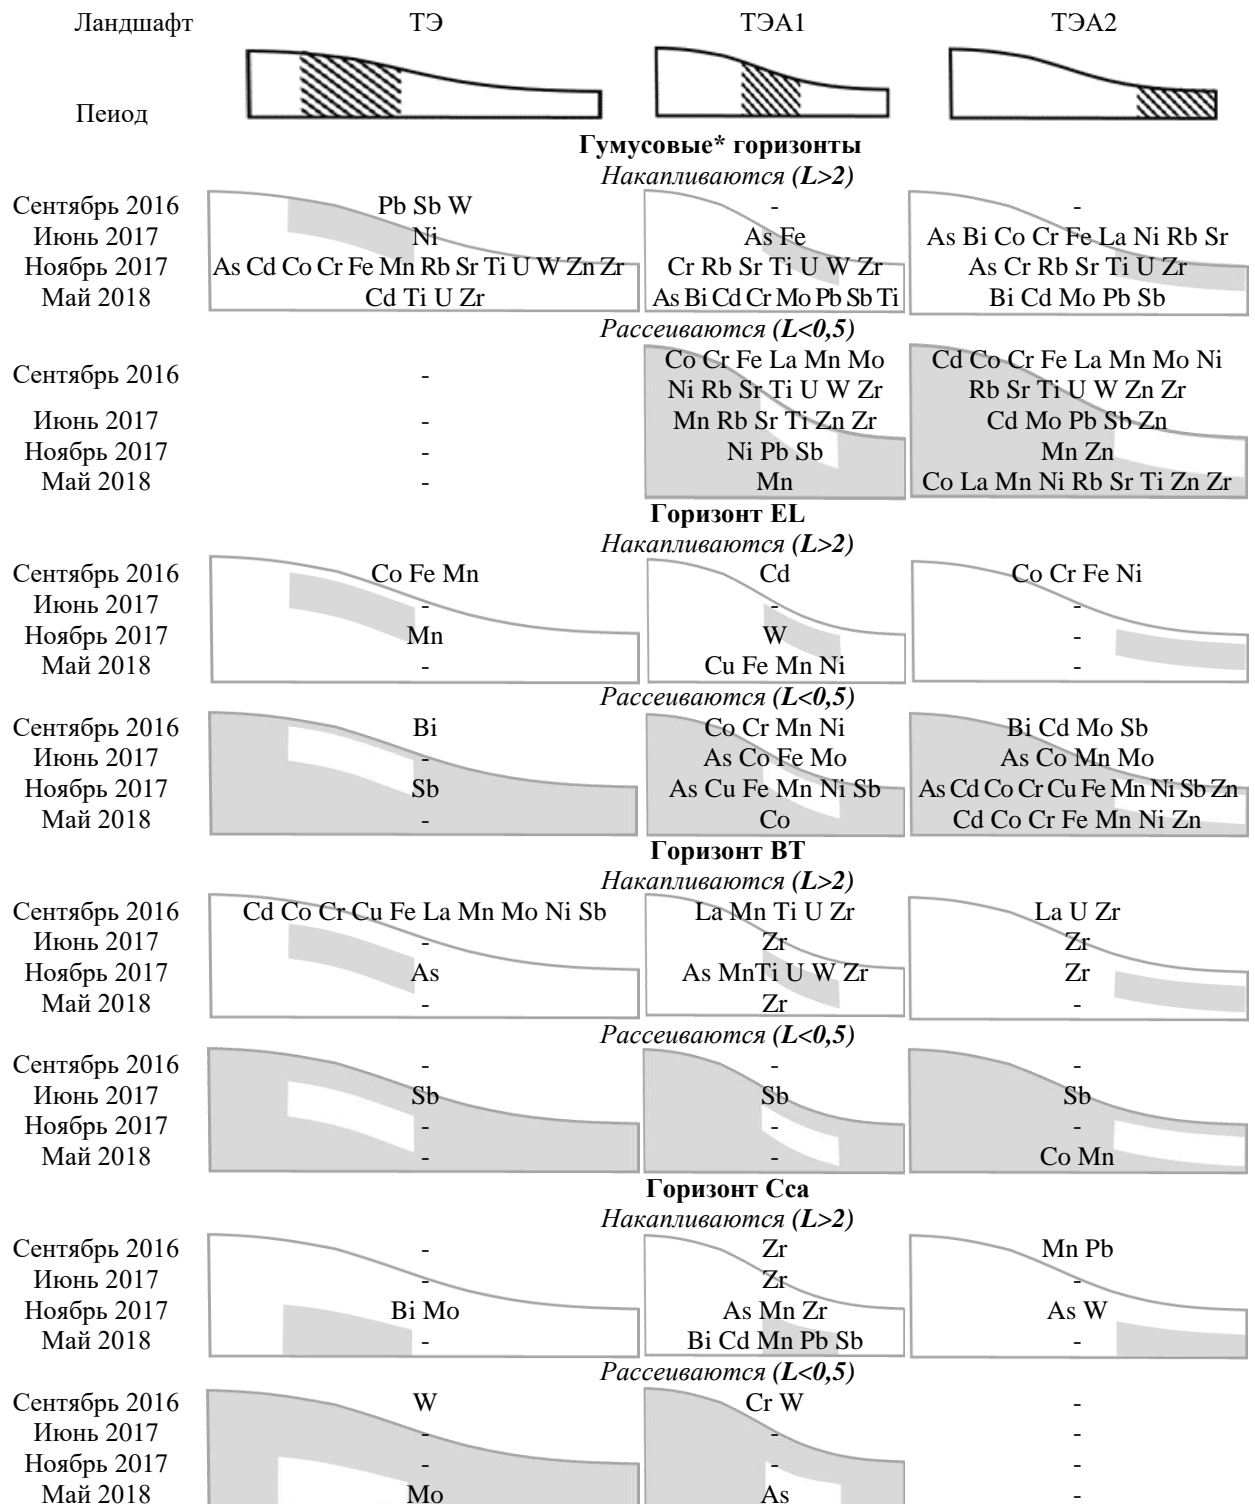 Ландшафт ТЭ ТЭА1 ТЭА2
Пеиод
Гумусовые* горизонты
Накапливаются (L>2)
Сентябрь 2016 Pb Sb W - -
Июнь 2017 Ni As Fe As Bi Co Cr Fe La Ni Rb Sr
Ноябрь 2017 As Cd Co Cr Fe Mn Rb Sr Ti U W Zn Zr Cr Rb Sr Ti U W Zr As Cr Rb Sr Ti U Zr
Май 2018 Cd Ti U Zr As Bi Cd Cr Mo Pb Sb Ti Bi Cd Mo Pb Sb
Рассеиваются (L<0,5)
Сентябрь 2016 - Co Cr Fe La Mn Mo Cd Co Cr Fe La Mn Mo Ni
Ni Rb Sr Ti U W Zr Rb Sr Ti U W Zn Zr
Июнь 2017 - Mn Rb Sr Ti Zn Zr Cd Mo Pb Sb Zn
Ноябрь 2017 - Ni Pb Sb Mn Zn
Май 2018 - Mn Co La Mn Ni Rb Sr Ti Zn Zr
Горизонт EL
Накапливаются (L>2)
Сентябрь 2016 Co Fe Mn Cd Co Cr Fe Ni
Июнь 2017 - - -
Ноябрь 2017 Mn W -
Май 2018 - Cu Fe Mn Ni -
Рассеиваются (L<0,5)
Сентябрь 2016 Bi Co Cr Mn Ni Bi Cd Mo Sb
Июнь 2017 - As Co Fe Mo As Co Mn Mo
Ноябрь 2017 Sb As Cu Fe Mn Ni Sb As Cd Co Cr Cu Fe Mn Ni Sb Zn
Май 2018 - Co Cd Co Cr Fe Mn Ni Zn
Горизонт BT
Накапливаются (L>2)
Сентябрь 2016 Cd Co Cr Cu Fe La Mn Mo Ni Sb La Mn Ti U Zr La U Zr
Июнь 2017 - Zr Zr
Ноябрь 2017 As As MnTi U W Zr Zr
Май 2018 - Zr -
Рассеиваются (L<0,5)
Сентябрь 2016 - - -
Июнь 2017 Sb Sb Sb
Ноябрь 2017 - - -
Май 2018 - - Co Mn
Горизонт Cca
Накапливаются (L>2)
Сентябрь 2016 - Zr Mn Pb
Июнь 2017 - Zr -
Ноябрь 2017 Bi Mo As Mn Zr As W
Май 2018 - Bi Cd Mn Pb Sb -
Рассеиваются (L<0,5)
Сентябрь 2016 W Cr W -
Июнь 2017 - - -
Ноябрь 2017 - - -
Май 2018 Mo As -